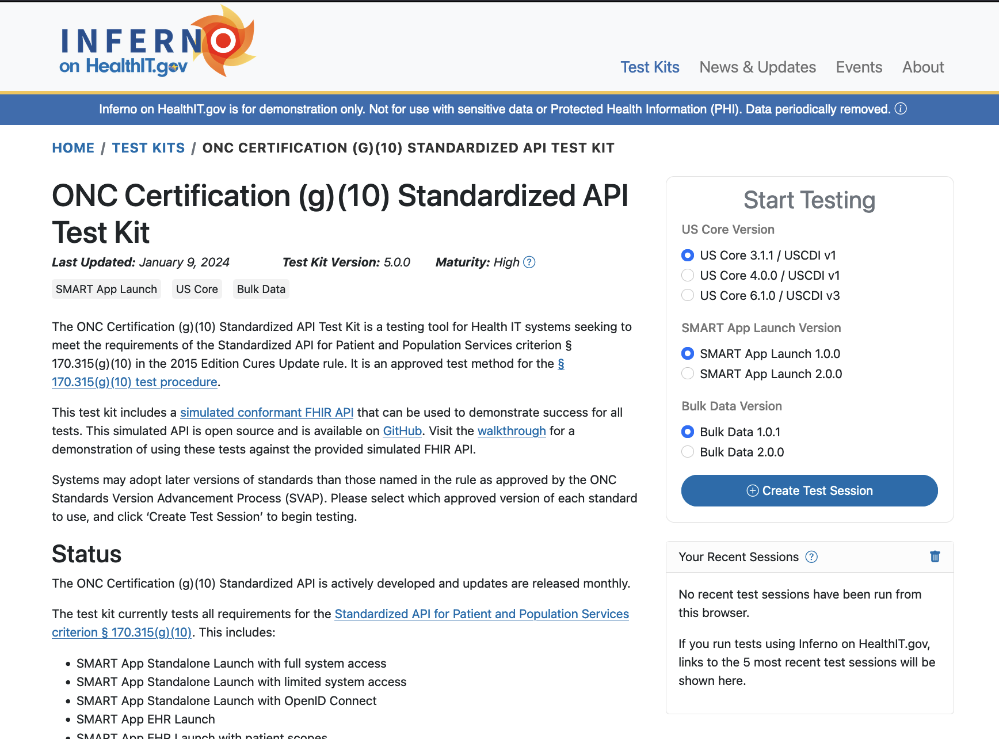 INFERNO
on HealthIT.gov
Test Kits News & Updates Events About
Inferno on HealthIT.gov is for demonstration only. Not for use with sensitive data or Protected Health Information (PHI). Data periodically removed.
HOME / TEST KITS / ONC CERTIFICATION (G)(10) STANDARDIZED API TEST KIT
ONC Certification (g)(10) Standardized API
Test Kit
Last Updated: January 9, 2024 Test Kit Version: 5.0.0 Maturity: High ?
SMART App Launch US Core Bulk Data
The ONC Certification (g)(10) Standardized API Test Kit is a testing tool for Health IT systems seeking to
meet the requirements of the Standardized API for Patient and Population Services criterion §
170.315(g)(10) in the 2015 Edition Cures Update rule. It is an approved test method for the §
170.315(g)(10) test procedure.
This test kit includes a simulated conformant FHIR API that can be used to demonstrate success for all
tests. This simulated API is open source and is available on GitHub. Visit the walkthrough for a
demonstration of using these tests against the provided simulated FHIR API.
Systems may adopt later versions of standards than those named in the rule as approved by the ONC
Standards Version Advancement Process (SVAP). Please select which approved version of each standard
to use, and click ‘Create Test Session’ to begin testing.
Status
The ONC Certification (g)(10) Standardized API is actively developed and updates are released monthly.
The test kit currently tests all requirements for the Standardized API for Patient and Population Services
criterion § 170.315(g)(10). This includes:
• SMART App Standalone Launch with full system access
• SMART App Standalone Launch with limited system access
• SMART App Standalone Launch with OpenID Connect
• SMART App EHR Launch
• SMART App EHR Launch with patient scopes
Start Testing
US Core Version
US Core 3.1.1 / USCDI v1
US Core 4.0.0 / USCDI v1
US Core 6.1.0 / USCDI v3
SMART App Launch Version
SMART App Launch 1.0.0
SMART App Launch 2.0.0
Bulk Data Version
Bulk Data 1.0.1
Bulk Data 2.0.0
Create Test Session
Your Recent Sessions ?
No recent test sessions have been run from
this browser.
If you run tests using Inferno on HealthIT.gov,
links to the 5 most recent test sessions will be
shown here.